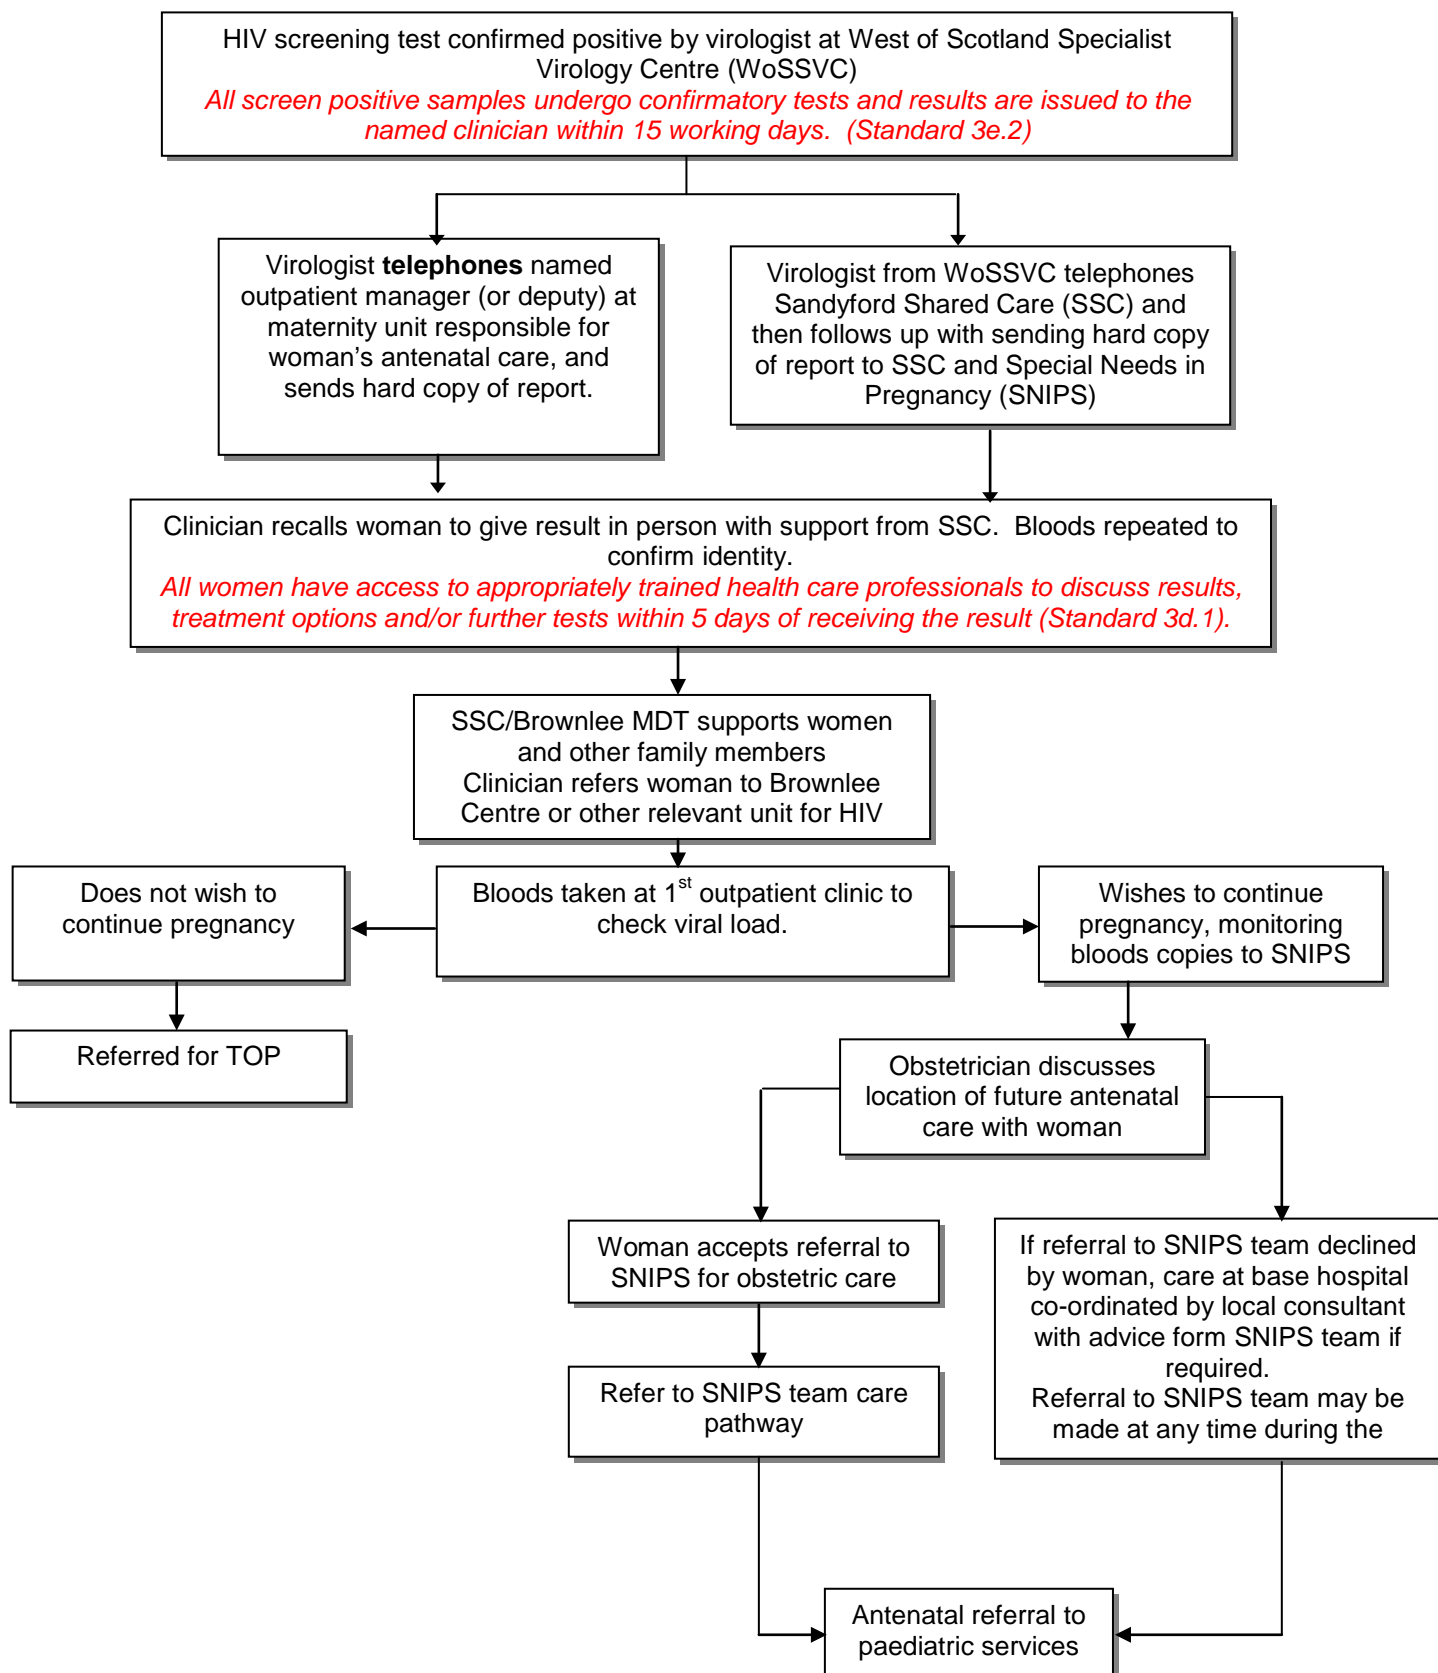 HIV screening test confirmed positive by virologist at West of Scotland Specialist
Virology Centre (WoSSVC)
All screen positive samples undergo confirmatory tests and results are issued to the
named clinician within 15 working days.  (Standard 3e.2)
Virologist telephones named
outpatient manager (or deputy) at
maternity unit responsible for
woman's antenatal care, and
sends hard copy of report.
Virologist from WoSSVC telephones
Sandyford Shared Care (SSC) and
then follows up with sending hard copy
of report to SSC and Special Needs in
Pregnancy (SNIPS)
Clinician recalls woman to give result in person with support from SSC.  Bloods repeated to
confirm identity.
All women have access to appropriately trained health care professionals to discuss results,
treatment options and/or further tests within 5 days of receiving the result (Standard 3d.1).
SSC/Brownlee MDT supports women
and other family members
Clinician refers woman to Brownlee
Centre or other relevant unit for HIV
Does not wish to
continue pregnancy
Bloods taken at 1st outpatient clinic to
check viral load.
Wishes to continue
pregnancy, monitoring
bloods copies to SNIPS
Referred for TOP
Obstetrician discusses
location of future antenatal
care with woman
Woman accepts referral to
SNIPS for obstetric care
If referral to SNIPS team declined
by woman, care at base hospital
co-ordinated by local consultant
with advice form SNIPS team if
required.
Referral to SNIPS team may be
made at any time during the
Refer to SNIPS team care
pathway
Antenatal referral to
paediatric services